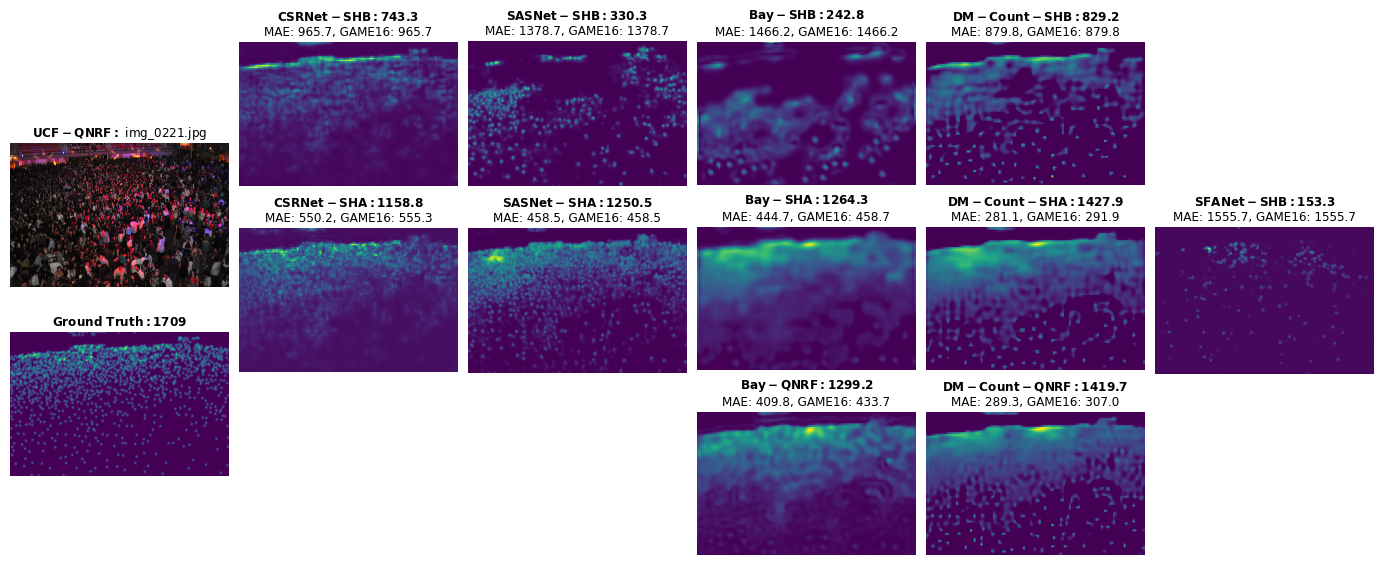 CSRNet − SHB : 743.3
MAE: 965.7, GAME16: 965.7
SASNet − SHB : 330.3
MAE: 1378.7, GAME16: 1378.7
Bay − SHB : 242.8
MAE: 1466.2, GAME16: 1466.2
DM − Count − SHB : 829.2
MAE: 879.8, GAME16: 879.8
UCF − QNRF : img_0221.jpg
CSRNet − SHA : 1158.8
MAE: 550.2, GAME16: 555.3
SASNet − SHA : 1250.5
MAE: 458.5, GAME16: 458.5
Bay − SHA : 1264.3
MAE: 444.7, GAME16: 458.7
DM − Count − SHA : 1427.9
MAE: 281.1, GAME16: 291.9
SFANet − SHB : 153.3
MAE: 1555.7, GAME16: 1555.7
Ground Truth : 1709
Bay − QNRF : 1299.2
MAE: 409.8, GAME16: 433.7
DM − Count − QNRF : 1419.7
MAE: 289.3, GAME16: 307.0